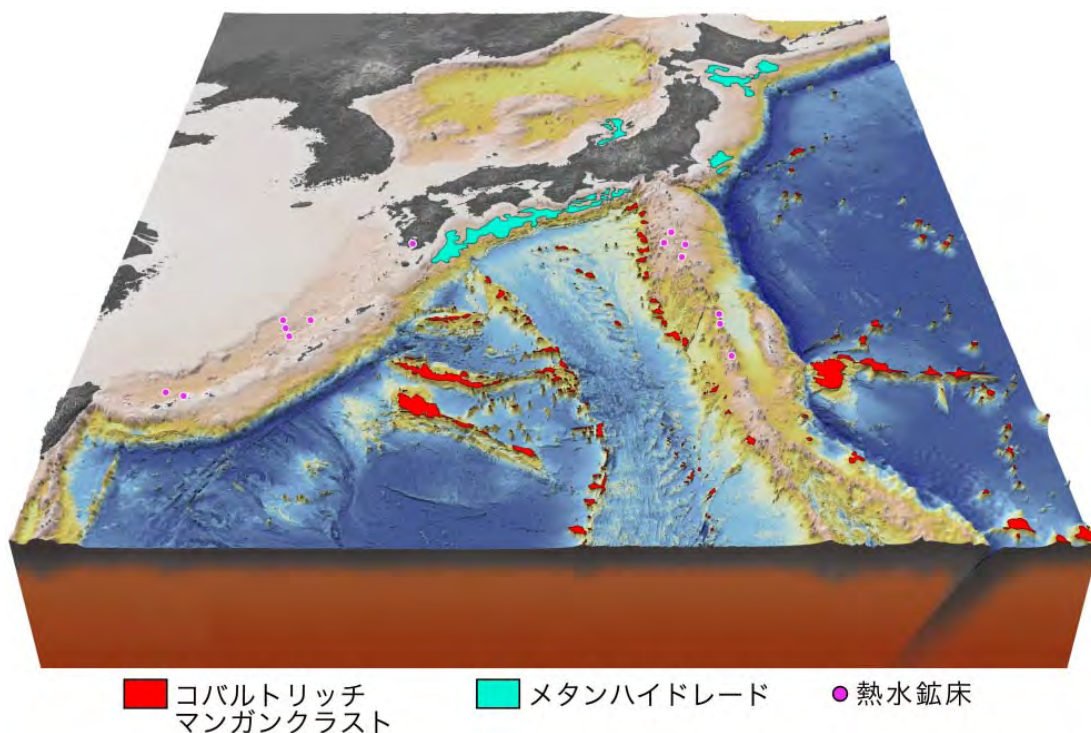 コバルトリッチ
マンガンクラスト
メタンハイドレード
熱水鉱床